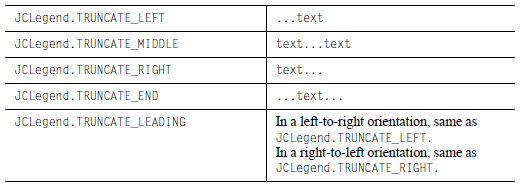 JCLegend.TRUNCATE_LEFT ...text
JCLegend.TRUNCATE_MIDDLE text...text
JCLegend.TRUNCATE_RIGHT text...
JCLegend.TRUNCATE_END ...text...
JCLegend.TRUNCATE_LEADING In a left-to-right orientation, same as
JCLegend.TRUNCATE_LEFT.
In a right-to-left orientation, same as
JCLegend.TRUNCATE_RIGHT.